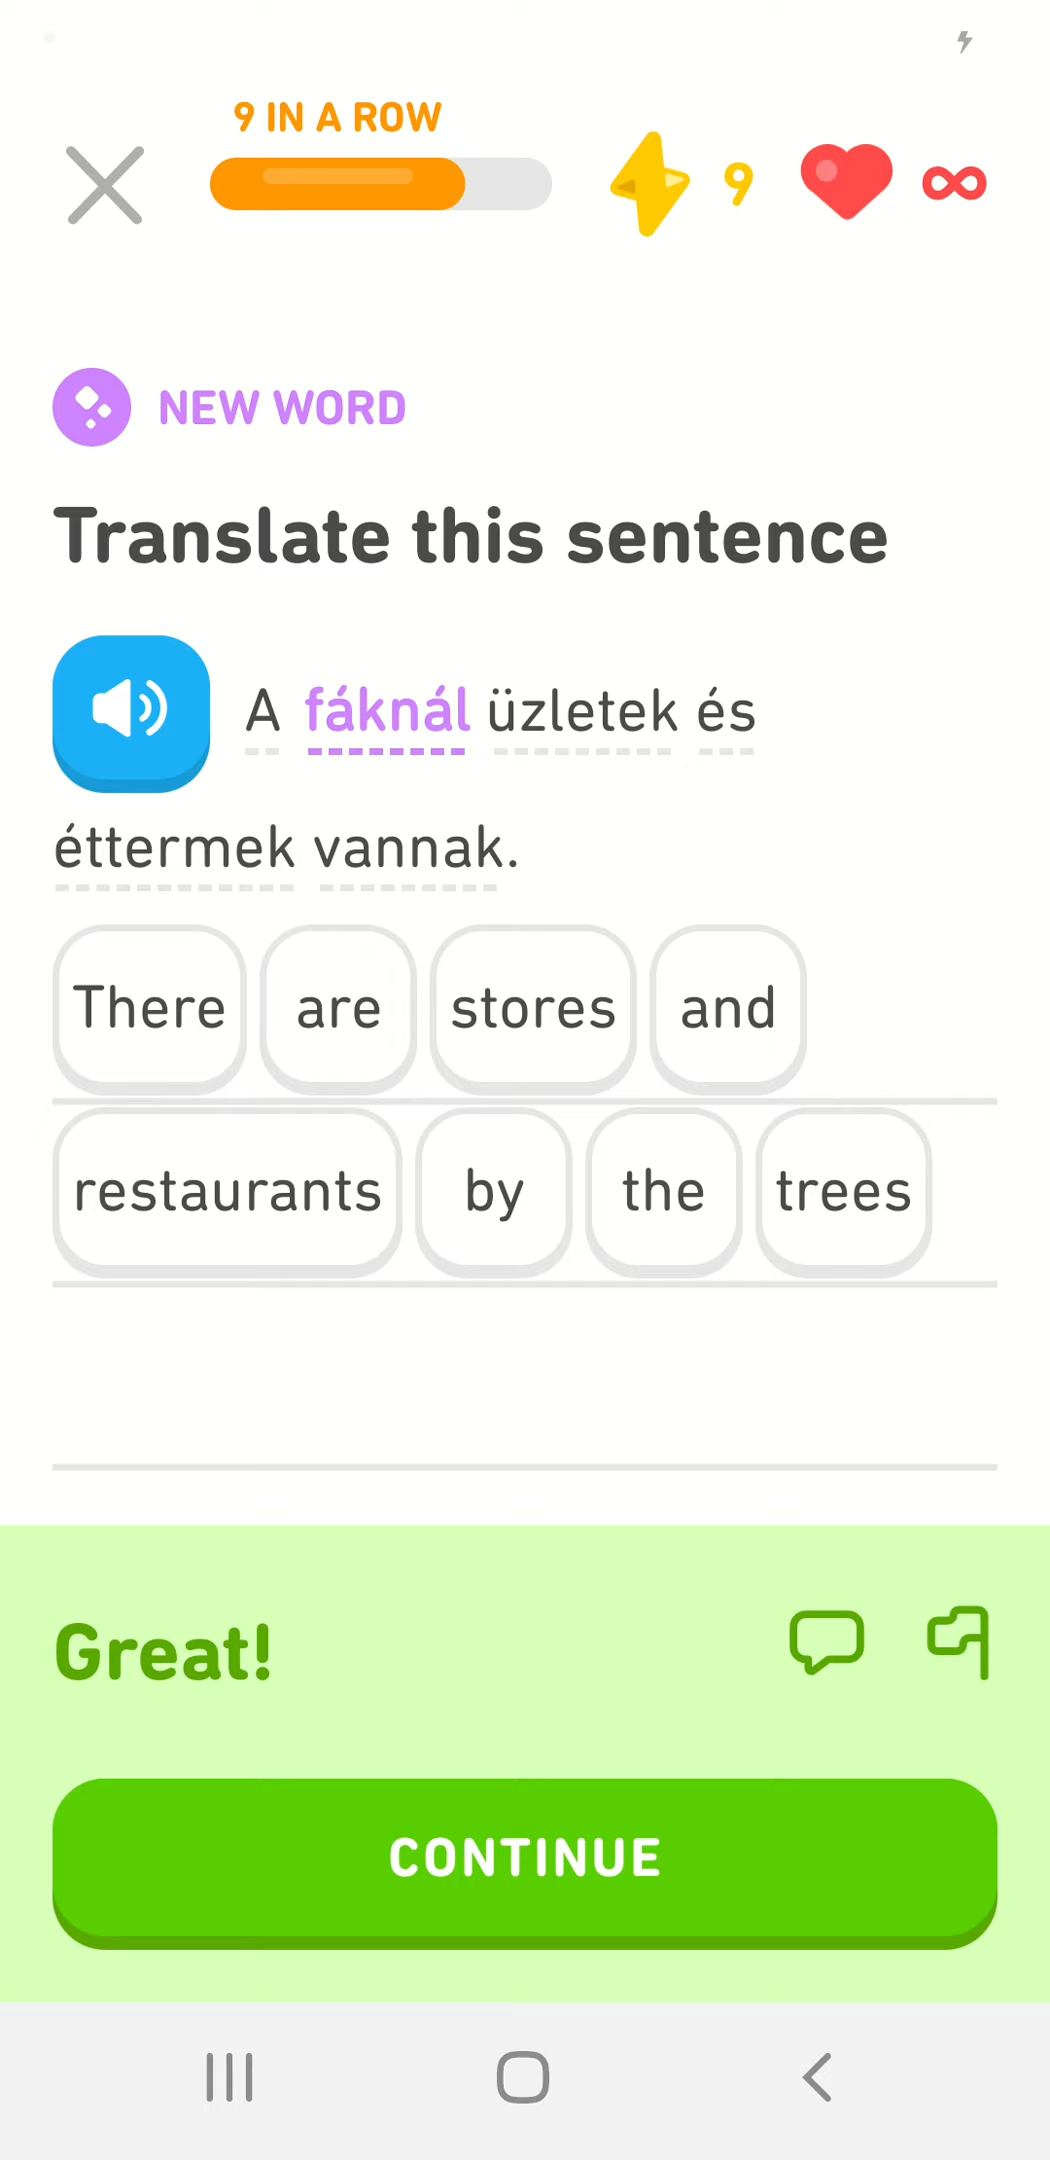 9 IN A ROW
9
NEW WORD
Translate this sentence
A fáknál üzletek és
éttermek vannak.
There are stores and
restaurants by the trees
Great!
CONTINUE